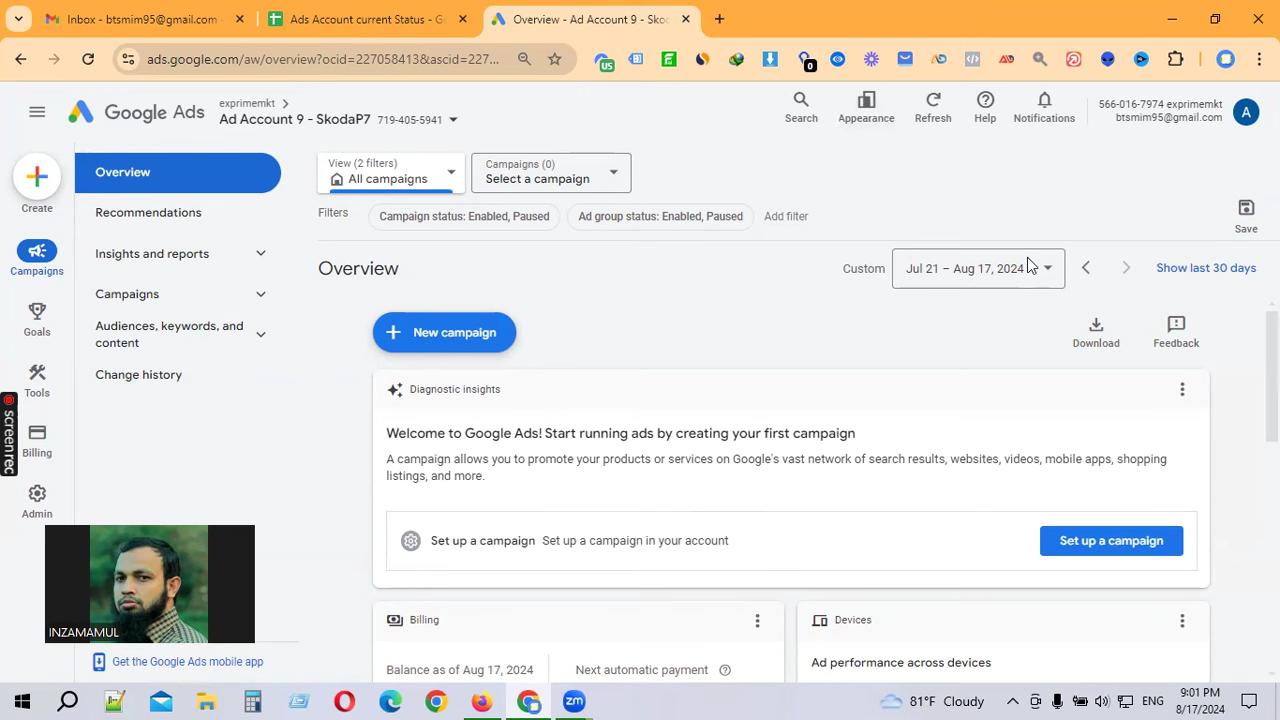 Inbox - btsmim95@gmail.com
Ads Account current Status - Go
Overview - Ad Account 9 - Skod
ads.google.com/aw/overview?ocid=227058413&ascid=227...
US
0
Google Ads
exprimemkt
Ad Account 9 - SkodaP7 719-405-5941
Search
Appearance
Refresh
Help
Notifications
566-016-7974 exprimemkt
btsmim95@gmail.com
A
Create
Campaigns
Goals
Tools
Billing
Admin
Overview
Recommendations
Insights and reports
Campaigns
Audiences, keywords, and
content
Change history
Get the Google Ads mobile app
View (2 filters)
All campaigns
Campaigns (0)
Select a campaign
Filters
Campaign status: Enabled, Paused
Ad group status: Enabled, Paused
Add filter
Save
Overview
Custom
Jul 21 – Aug 17, 2024
Show last 30 days
New campaign
Download
Feedback
Diagnostic insights
Welcome to Google Ads! Start running ads by creating your first campaign
A campaign allows you to promote your products or services on Google's vast network of search results, websites, videos, mobile apps, shopping
listings, and more.
Set up a campaign Set up a campaign in your account
Set up a campaign
Billing
Balance as of Aug 17, 2024
Next automatic payment
Devices
Ad performance across devices
screenrec
INZAMAMUL
zm
81°F Cloudy
ENG
9:01 PM
8/17/2024